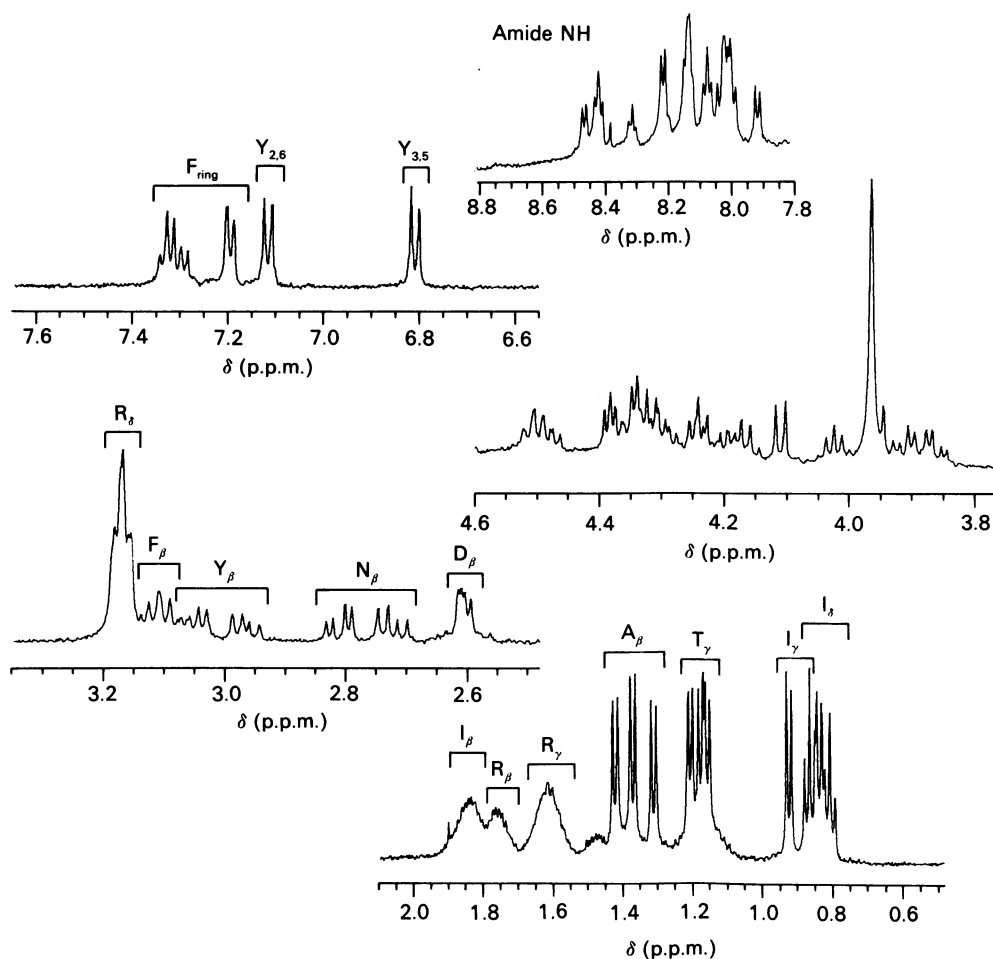 Amide NH
8.8 8.6 8.4 8.2 8.0 7.8
δ (p.p.m.)
F_ring
Y_2,6
Y_3,5
7.6 7.4 7.2 7.0 6.8 6.6
δ (p.p.m.)
4.6 4.4 4.2 4.0 3.8
δ (p.p.m.)
R_δ
F_β
Y_β
N_β
D_β
3.2 3.0 2.8 2.6
δ (p.p.m.)
I_β
R_β
R_γ
A_β
T_γ
I_γ
I_δ
2.0 1.8 1.6 1.4 1.2 1.0 0.8 0.6
δ (p.p.m.)